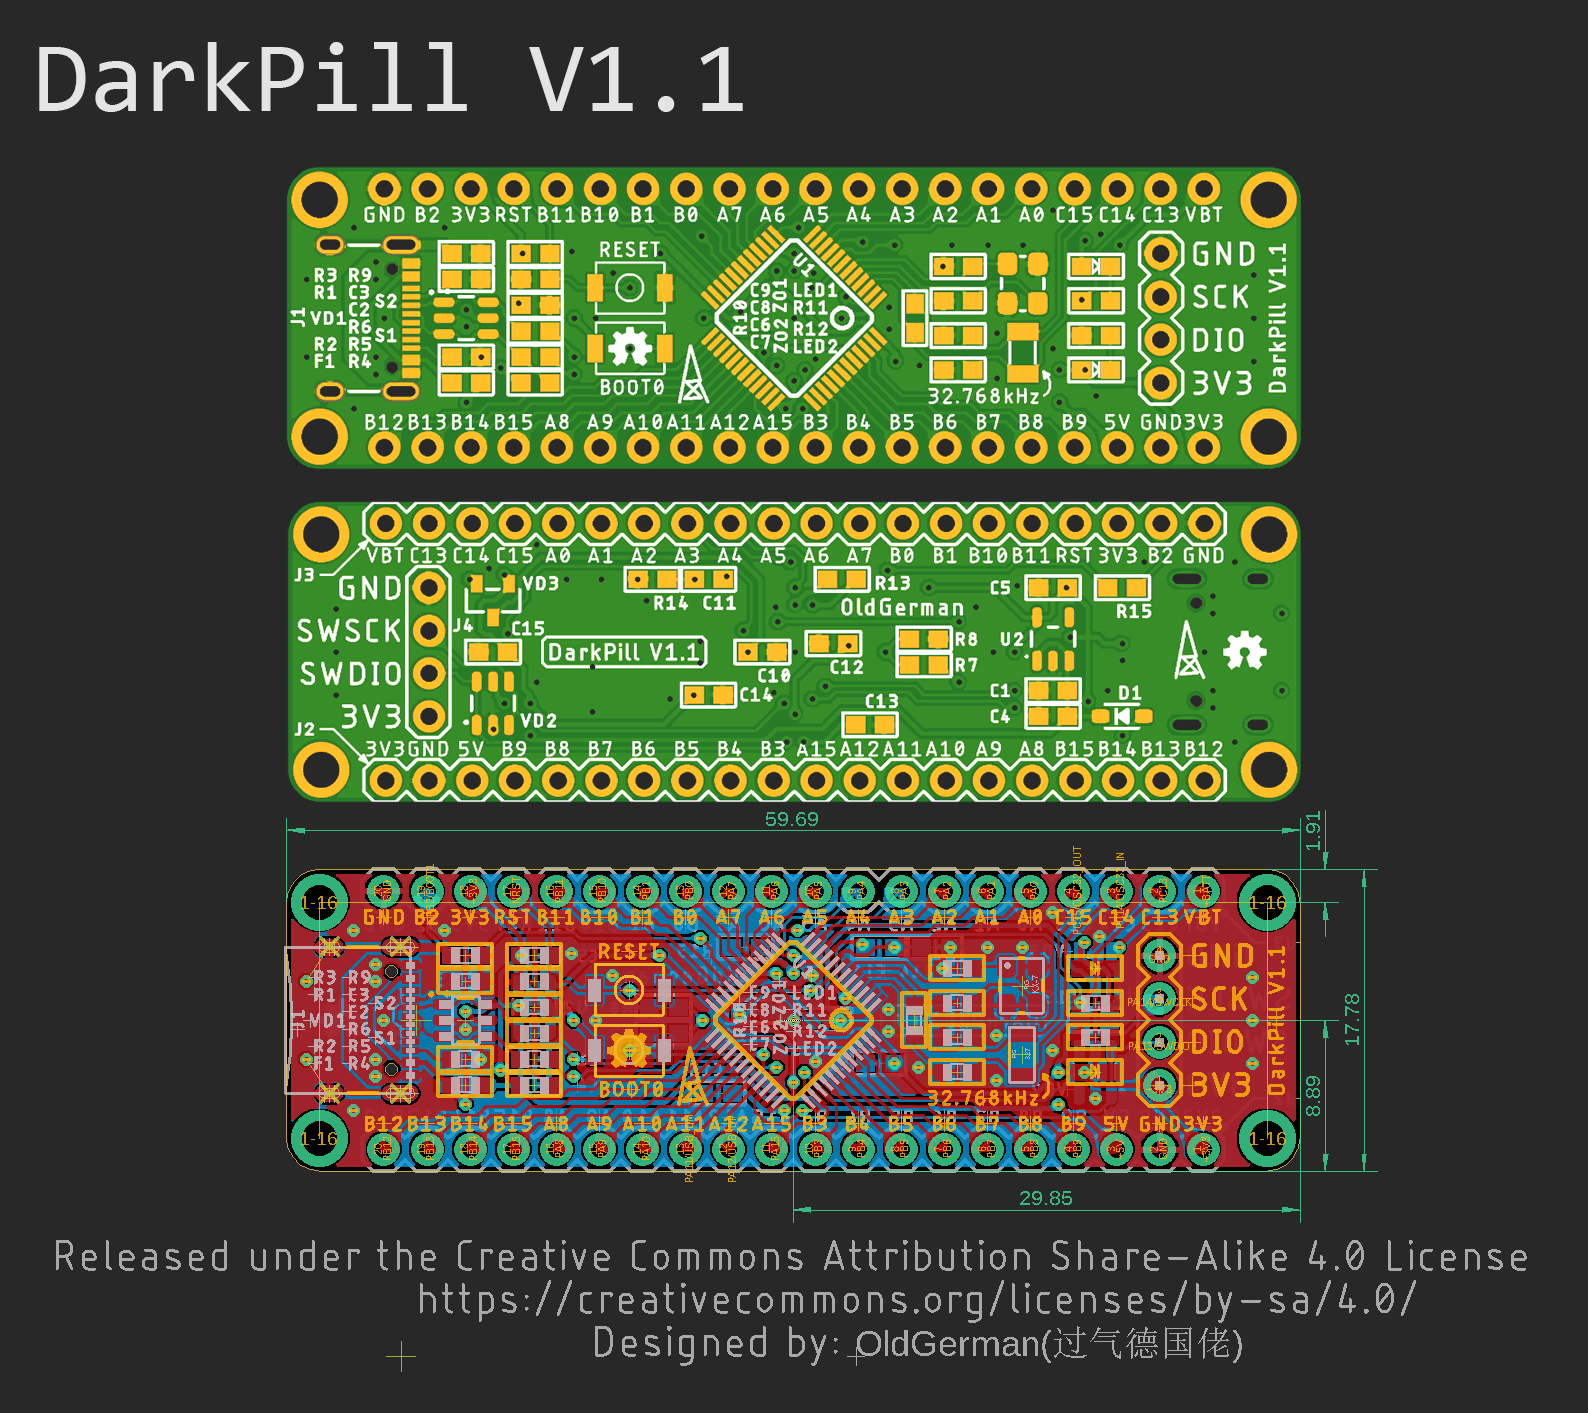 DarkPill V1.1
GND B2 3V3 RST B11 B10 B1 B0 A7 A6 A5 A4 A3 A2 A1 A0 C15 C14 C13 VBT
RESET
R3 R9
R1 C3
C2 S2
J1 VD1
R6 S1
R2 R5
F1 R4
BOOT0
U1
C9 ZO1 LED1
C8 R11
R10
C6 ZO2 R12
C7 LED2
32.768kHz
GND
SCK
DIO
3V3
DarkPill V1.1
B12 B13 B14 B15 A8 A9 A10 A11 A12 A15 B3 B4 B5 B6 B7 B8 B9 5V GND 3V3
VBT C13 C14 C15 A0 A1 A2 A3 A4 A5 A6 A7 B0 B1 B10 B11 RST 3V3 B2 GND
J3
GND
SWSCK
SWDIO
3V3
J4
J2
VD3
C15
VD2
R14 C11
R13
OldGerman
DarkPill V1.1
C10
C12
R8
R7
C14
C13
C5
R15
U2
C1
C4
D1
3V3 GND 5V B9 B8 B7 B6 B5 B4 B3 A15 A12 A11 A10 A9 A8 B15 B14 B13 B12
59.69
1.91
GND B2 3V3 RST B11 B10 B1 B0 A7 A6 A5 A4 A3 A2 A1 A0 C15 C14 C13 VBT
1-16
1-16
RESET
R3 R9
R1 C3
C2 S2
J1 VD1
R6 S1
R2 R5
F1 R4
BOOT0
LED1
R11
R12
LED2
32.768kHz
GND
SCK
DIO
3V3
DarkPill V1.1
17.78
8.89
B12 B13 B14 B15 A8 A9 A10 A11 A12 A15 B3 B4 B5 B6 B7 B8 B9 5V GND 3V3
1-16
1-16
29.85
Released under the Creative Commons Attribution Share-Alike 4.0 License
https://creativecommons.org/licenses/by-sa/4.0/
Designed by: OldGerman(过气德国佬)